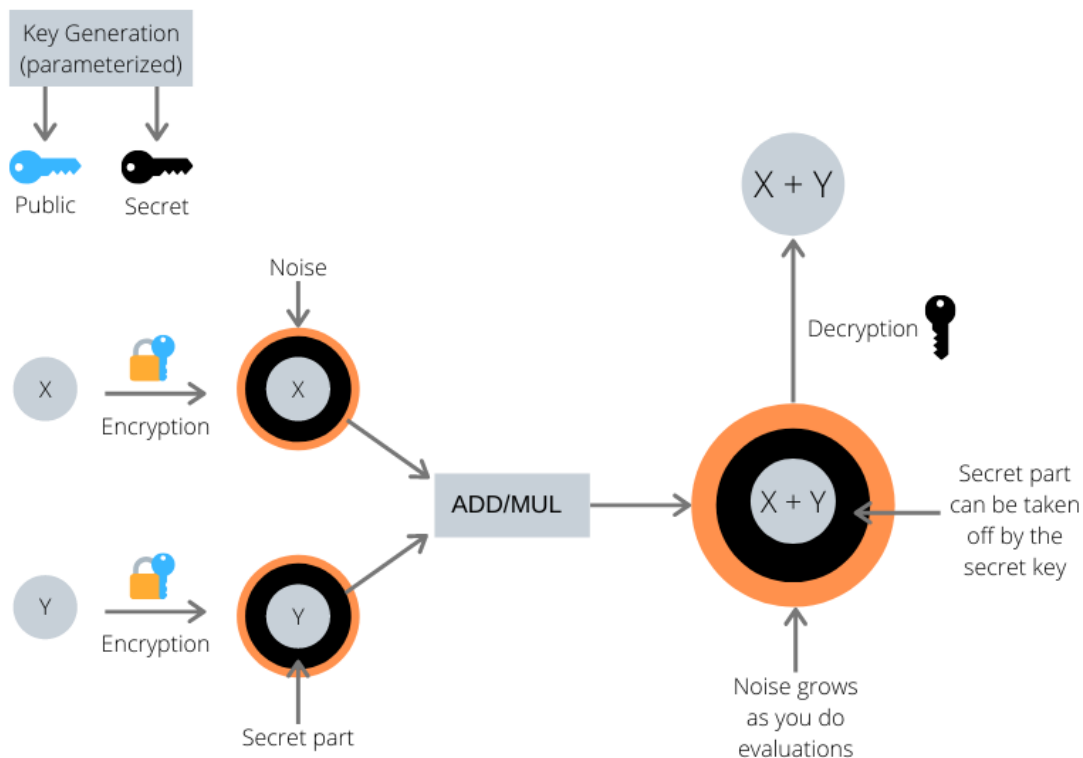 Key Generation
(parameterized)
Public
Secret
X + Y
Noise
Decryption
X
Encryption
X
ADD/MUL
X + Y
Secret part
can be taken
off by the
secret key
Y
Encryption
Y
Secret part
Noise grows
as you do
evaluations